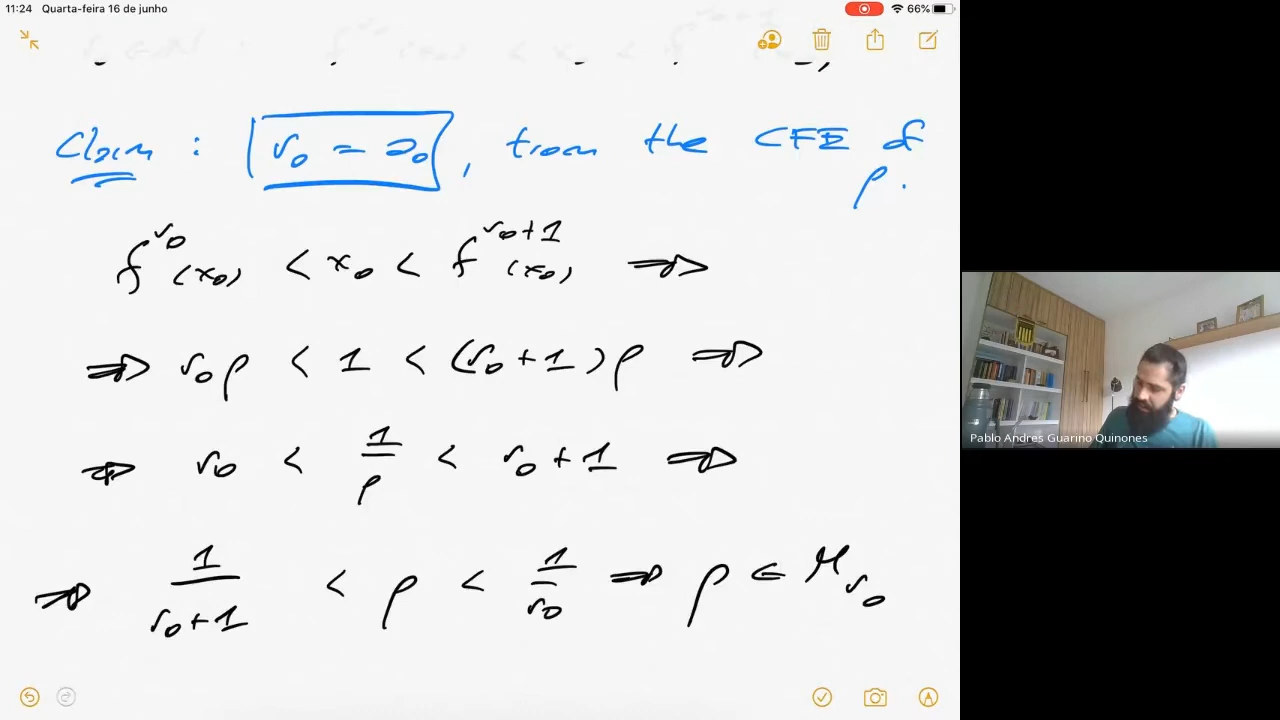 11:24 Quarta-feira 16 de junho
66%
Claim : r₀ = a₀ , from the CFE of ρ.
f^{r₀}(x₀) < x₀ < f^{r₀+1}(x₀) ⇒
⇒ r₀ρ < 1 < (r₀+1)ρ ⇒
⇒ r₀ < 1/ρ < r₀+1 ⇒
⇒ 1/(r₀+1) < ρ < 1/r₀ ⇒ ρ ∈ M_{r₀}
Pablo Andres Guarino Quinones